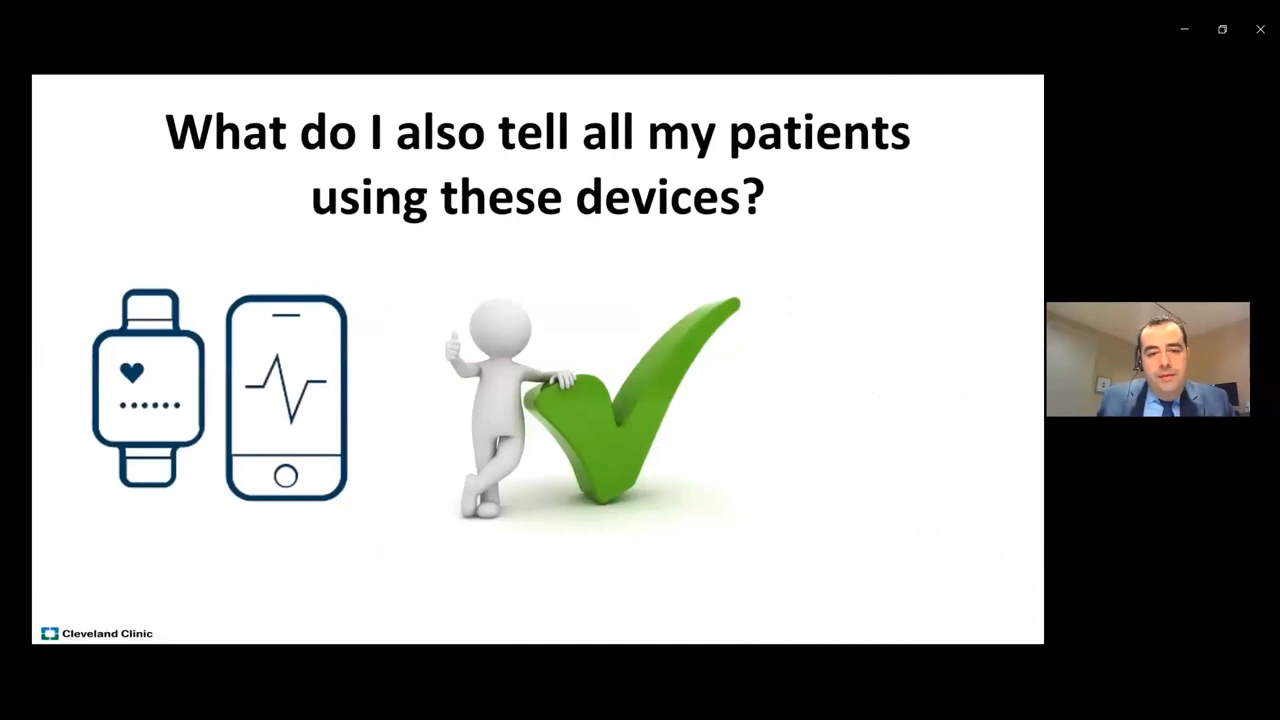 What do I also tell all my patients
using these devices?
Cleveland Clinic